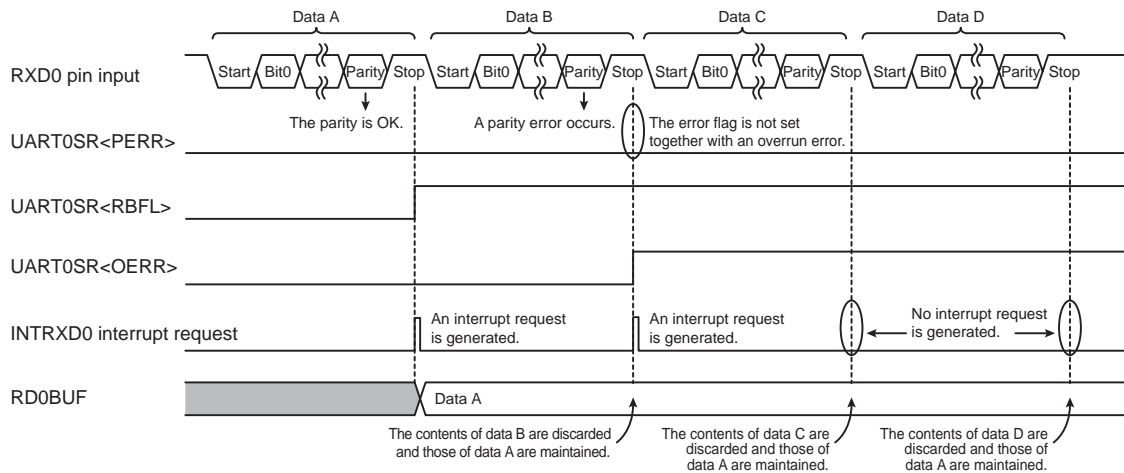 Data A Data B Data C Data D
RXD0 pin input
Start Bit0 Parity Stop Start Bit0 Parity Stop Start Bit0 Parity Stop Start Bit0 Parity Stop
The parity is OK.
A parity error occurs.
The error flag is not set
together with an overrun error.
UART0SR<PERR>
UART0SR<RBFL>
UART0SR<OERR>
INTRXD0 interrupt request
An interrupt request
is generated.
An interrupt request
is generated.
No interrupt request
is generated.
RD0BUF
Data A
The contents of data B are discarded
and those of data A are maintained.
The contents of data C are
discarded and those of
data A are maintained.
The contents of data D are
discarded and those of
data A are maintained.